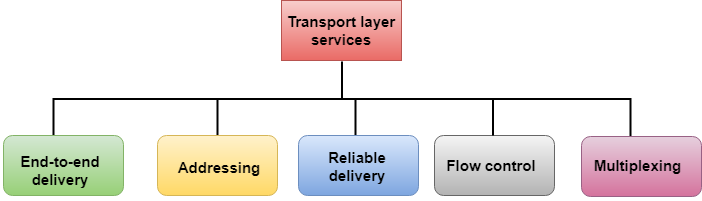 Transport layer
services
End-to-end
delivery
Addressing
Reliable
delivery
Flow control
Multiplexing